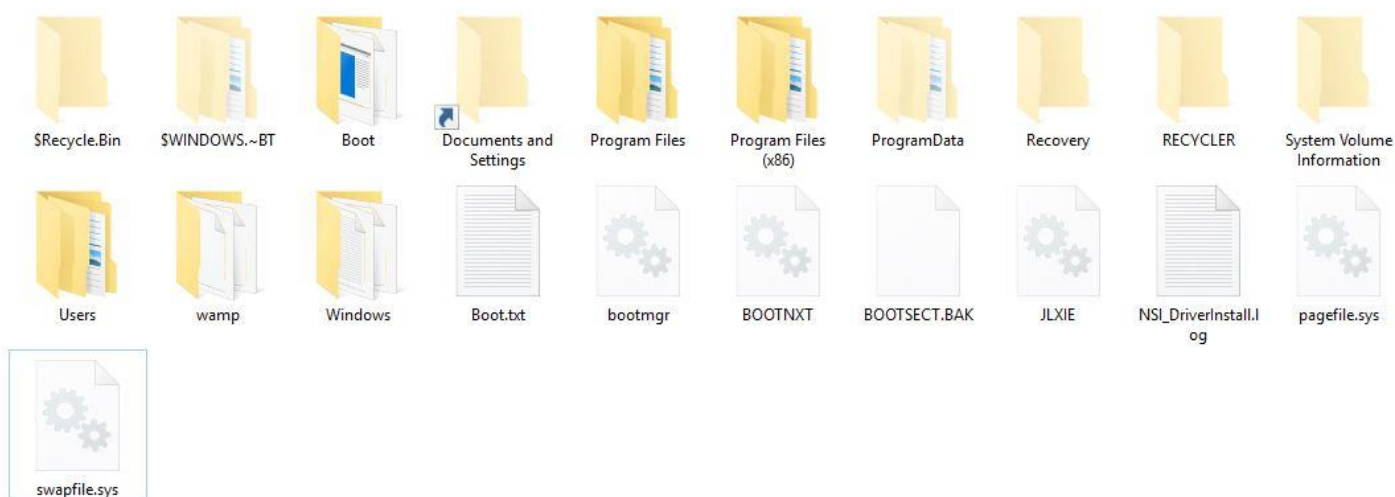 $Recycle.Bin
$WINDOWS.~BT
Boot
Documents and
Settings
Program Files
Program Files
(x86)
ProgramData
Recovery
RECYCLER
System Volume
Information
Users
wamp
Windows
Boot.txt
bootmgr
BOOTNXT
BOOTSECT.BAK
JLXIE
NSI_DriverInstall.l
og
pagefile.sys
swapfile.sys